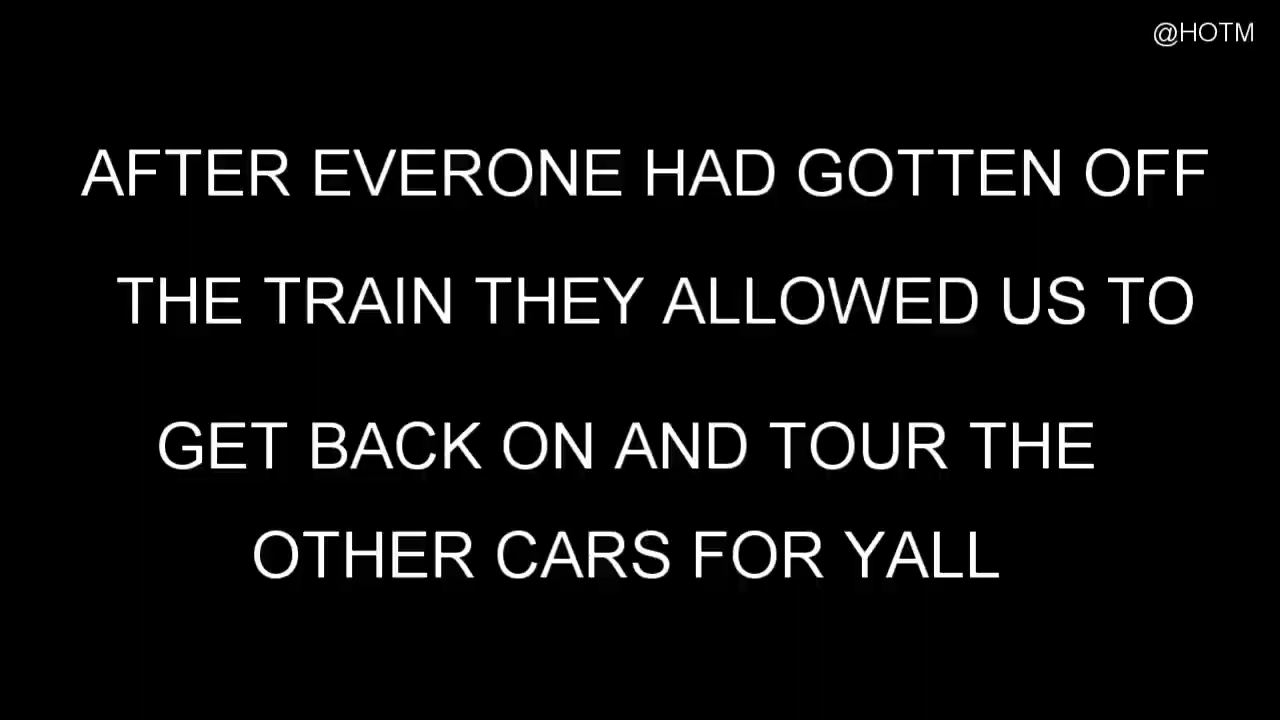 @HOTM
AFTER EVERONE HAD GOTTEN OFF
THE TRAIN THEY ALLOWED US TO
GET BACK ON AND TOUR THE
OTHER CARS FOR YALL